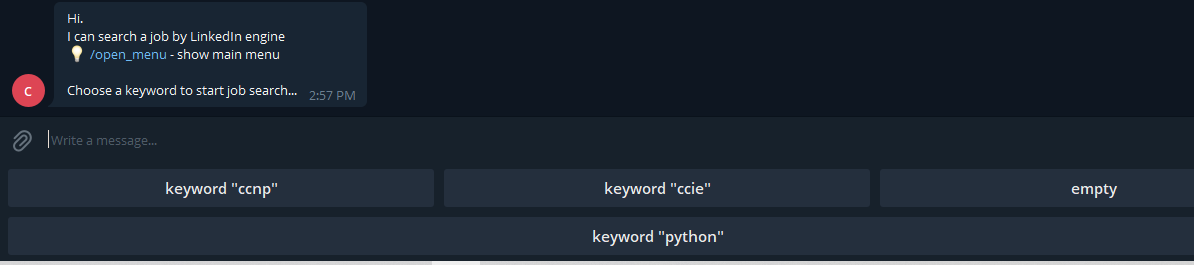 Hi.
I can search a job by LinkedIn engine
💡 /open_menu - show main menu
Choose a keyword to start job search...
2:57 PM
C
Write a message...
keyword "ccnp"
keyword "ccie"
empty
keyword "python"